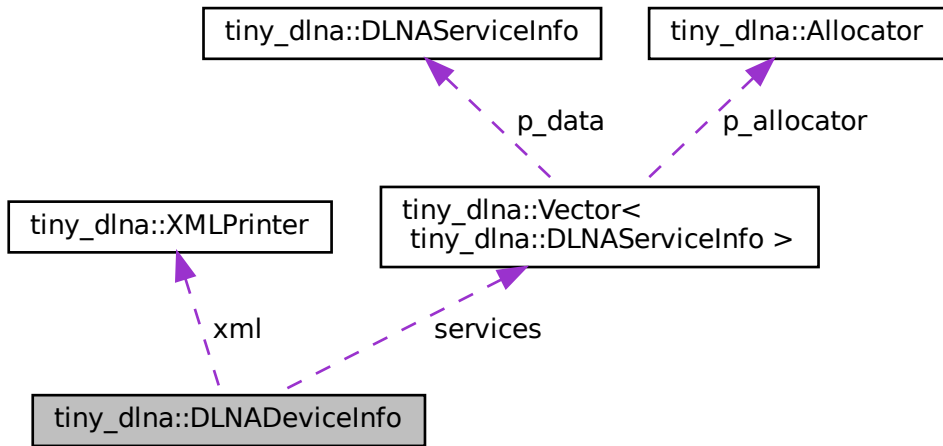 tiny_dlna::DLNAServiceInfo
tiny_dlna::Allocator
p_data
p_allocator
tiny_dlna::XMLPrinter
tiny_dlna::Vector<
tiny_dlna::DLNAServiceInfo >
xml
services
tiny_dlna::DLNADeviceInfo